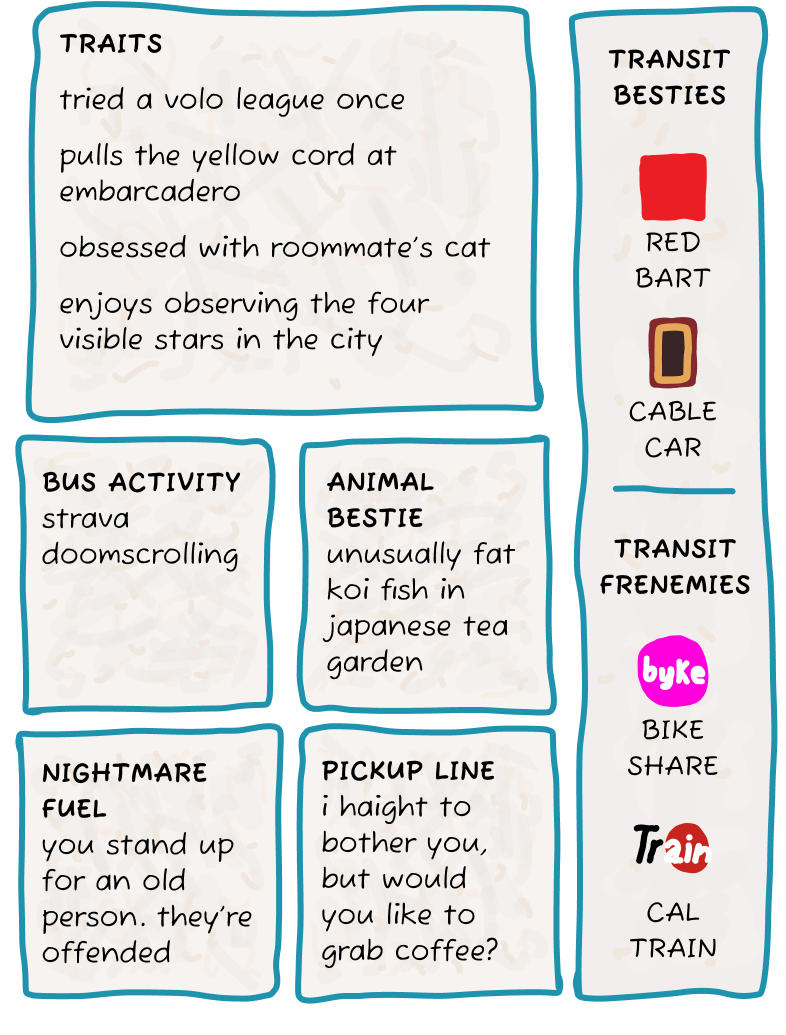 TRAITS
tried a volo league once
pulls the yellow cord at
embarcadero
obsessed with roommate's cat
enjoys observing the four
visible stars in the city
BUS ACTIVITY
strava
doomscrolling
ANIMAL
BESTIE
unusually fat
koi fish in
japanese tea
garden
NIGHTMARE
FUEL
you stand up
for an old
person. they're
offended
PICKUP LINE
i haight to
bother you,
but would
you like to
grab coffee?
TRANSIT
BESTIES
RED
BART
CABLE
CAR
TRANSIT
FRENEMIES
byke
BIKE
SHARE
Train
CAL
TRAIN